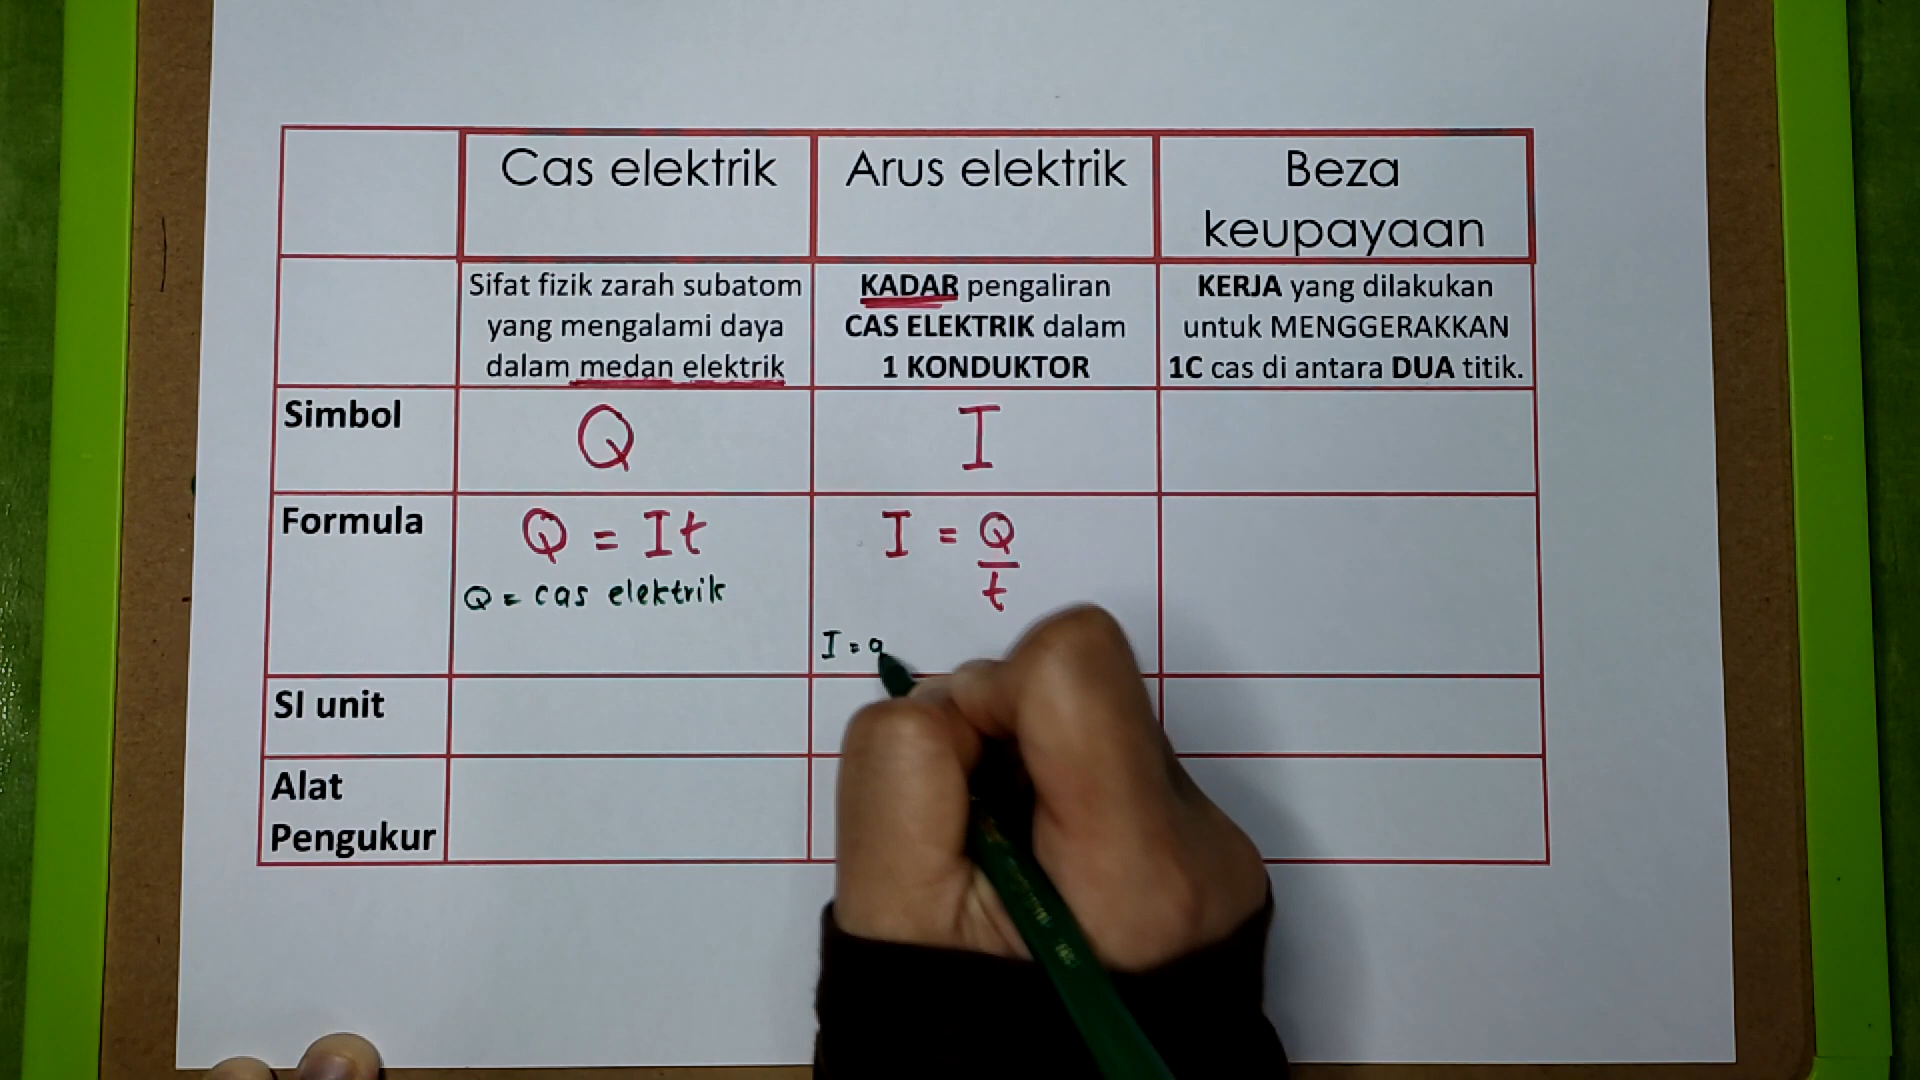 Cas elektrik
Arus elektrik
Beza
keupayaan
Sifat fizik zarah subatom
yang mengalami daya
dalam medan elektrik
KADAR pengaliran
CAS ELEKTRIK dalam
1 KONDUKTOR
KERJA yang dilakukan
untuk MENGGERAKKAN
1C cas di antara DUA titik.
Simbol
Q
I
Formula
Q = It
Q = cas elektrik
I = Q
t
I = a
SI unit
Alat
Pengukur